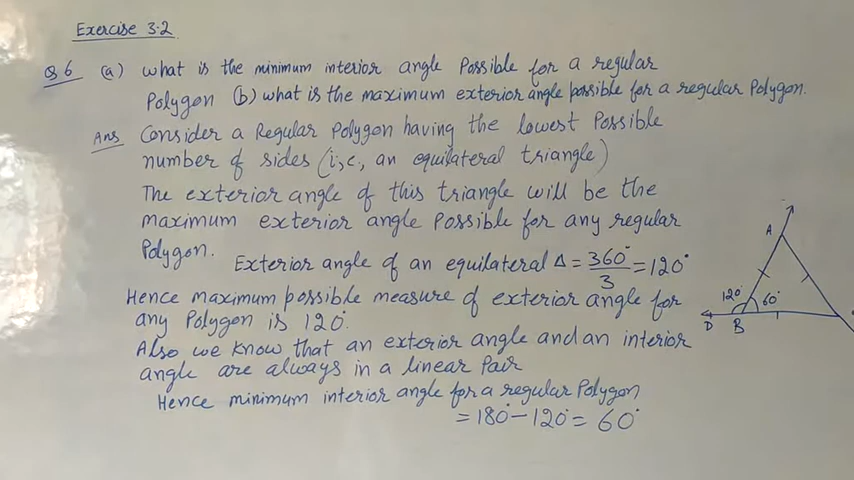 Exercise 3.2
Q 6 (a) what is the minimum interior angle Possible for a regular
Polygon (b) what is the maximum exterior angle possible for a regular Polygon.
Ans Consider a Regular Polygon having the lowest Possible
number of sides (i,e, an equilateral triangle)
The exterior angle of this triangle will be the
maximum exterior angle Possible for any regular
Polygon.
Exterior angle of an equilateral Δ = 360°/3 = 120°
Hence maximum possible measure of exterior angle for
any Polygon is 120°.
Also we know that an exterior angle and an interior
angle are always in a linear Pair
Hence minimum interior angle for a regular Polygon
= 180° - 120° = 60°
A
120° 60°
D B